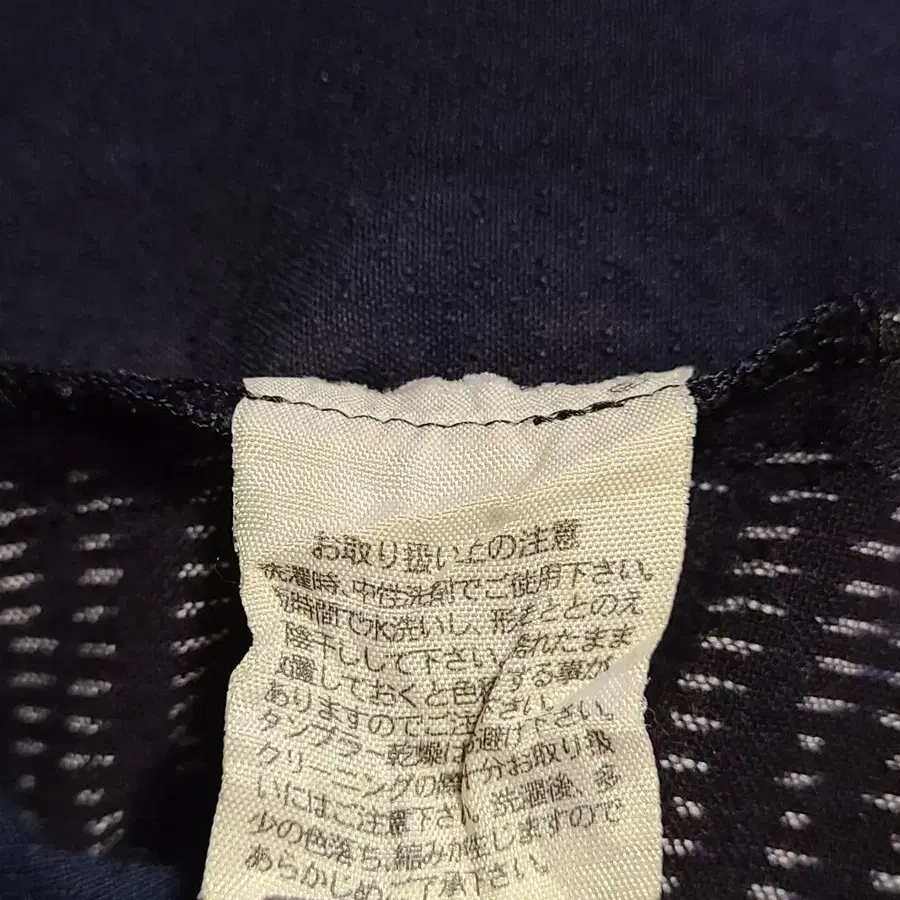 お取り扱い上の注意
洗濯時、中性洗剤でご使用下さい。
短時間で水洗いし、形をととのえ
陰干しして下さい。濡れたまま
放置しておくと色移する事が
ありますのでご注意下さい。
タンブラー乾燥はお避け下さい。
クリーニングの際十分お取り扱
いにはご注意下さい。洗濯後、多
少の色落ち、縮みが生じますので
あらかじめご了承下さい。